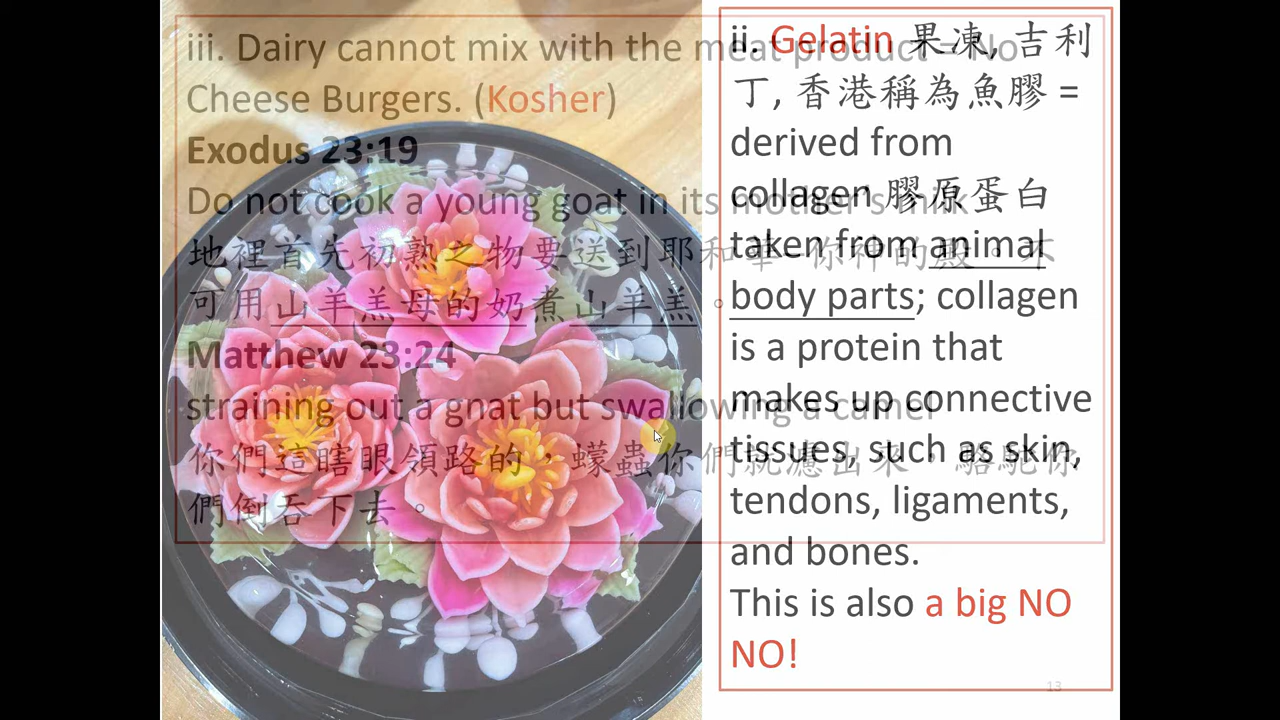 iii. Dairy cannot mix with the meat product = No
Cheese Burgers. (Kosher)
Exodus 23:19
Do not cook a young goat in its mother's milk
地裡首先初熟之物要送到耶和華－你神的殿。不
可用山羊羔母的奶煮山羊羔。
Matthew 23:24
straining out a gnat but swallowing a camel
你們這瞎眼領路的，蠓蟲你們就濾出來，駱駝你
們倒吞下去。
ii. Gelatin 果凍, 吉利
丁, 香港稱為魚膠 =
derived from
collagen 膠原蛋白
taken from animal
body parts; collagen
is a protein that
makes up connective
tissues, such as skin,
tendons, ligaments,
and bones.
This is also a big NO
NO!
13